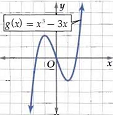 y
g(x) = x³ − 3x
O
x